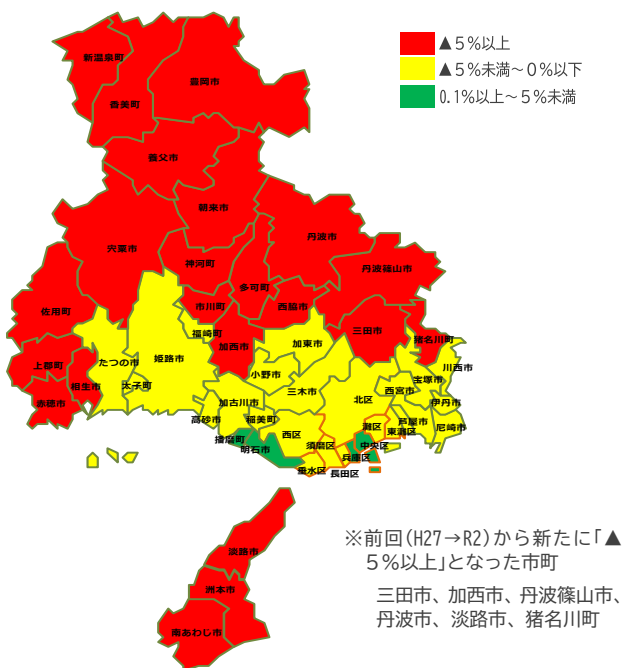 ▲５％以上
▲５％未満～０％以下
0.1％以上～５％未満
新温泉町
香美町
豊岡市
養父市
朝来市
宍粟市
丹波市
神河町
丹波篠山市
多可町
市川町
西脇市
佐用町
福崎町
三田市
猪名川町
加西市
加東市
たつの市
姫路市
上郡町
川西市
小野市
宝塚市
相生市
太子町
三木市
西宮市
北区
赤穂市
加古川市
伊丹市
高砂市
稲美町
芦屋市
灘区
尼崎市
西区
東灘区
播磨町
須磨区
中央区
明石市
兵庫区
垂水区
長田区
淡路市
洲本市
南あわじ市
※前回(H27→R2)から新たに｢▲
５％以上｣となった市町
三田市、加西市、丹波篠山市、
丹波市、淡路市、猪名川町